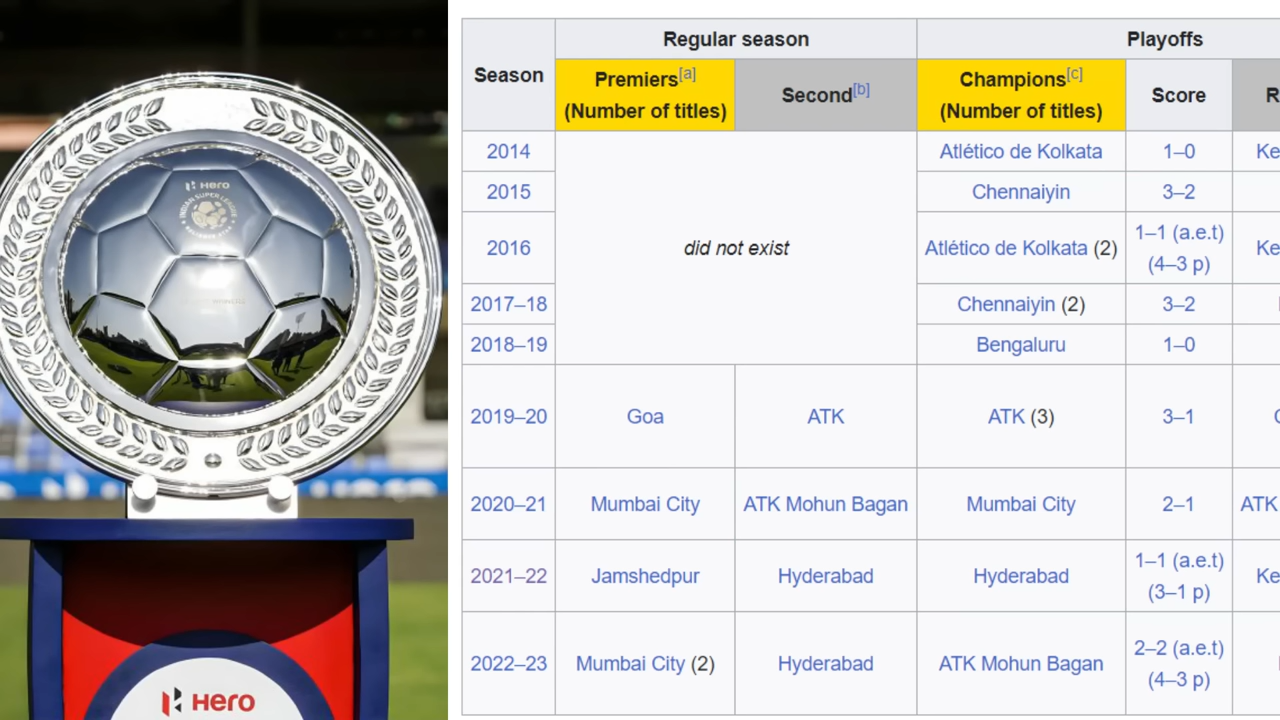 Hero
INDIAN SUPER LEAGUE
Hero
Regular season
Playoffs
Season
Premiers[a]
(Number of titles)
Second[b]
Champions[c]
(Number of titles)
Score
2014
did not exist
Atlético de Kolkata
1–0
2015
Chennaiyin
3–2
2016
Atlético de Kolkata (2)
1–1 (a.e.t)
(4–3 p)
2017–18
Chennaiyin (2)
3–2
2018–19
Bengaluru
1–0
2019–20
Goa
ATK
ATK (3)
3–1
2020–21
Mumbai City
ATK Mohun Bagan
Mumbai City
2–1
ATK
2021–22
Jamshedpur
Hyderabad
Hyderabad
1–1 (a.e.t)
(3–1 p)
2022–23
Mumbai City (2)
Hyderabad
ATK Mohun Bagan
2–2 (a.e.t)
(4–3 p)